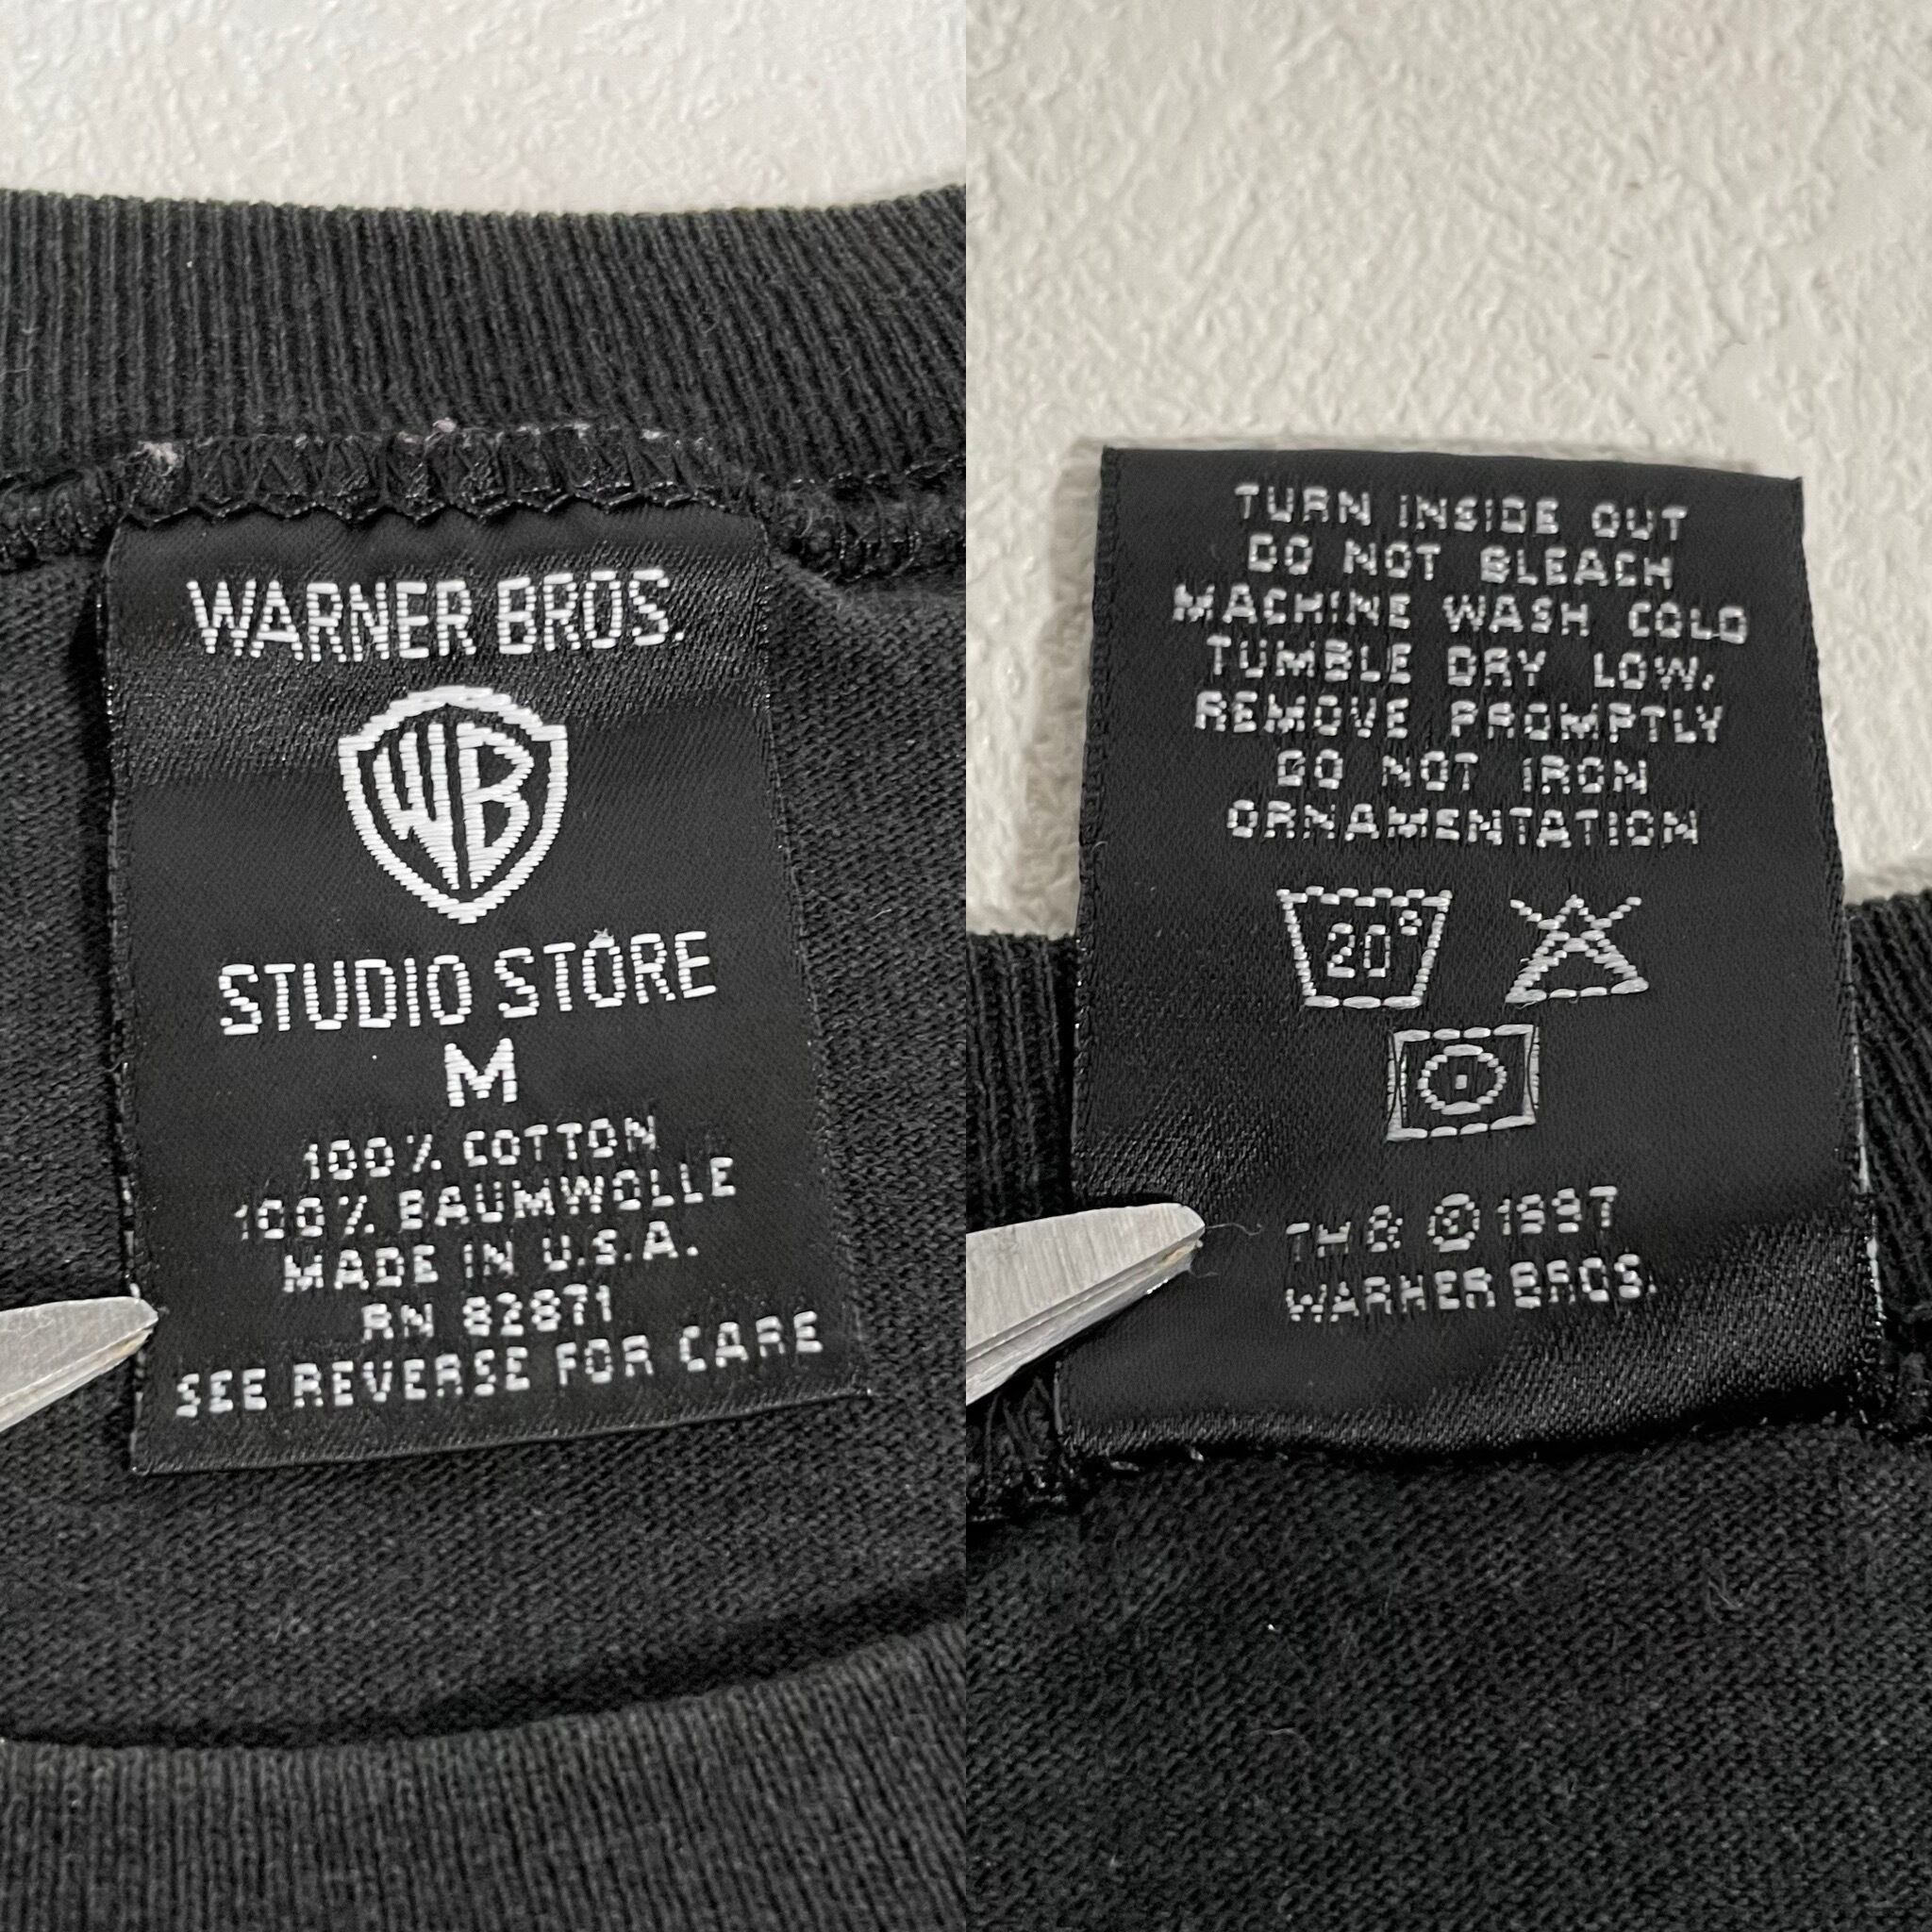 WARNER BROS.
WB
STUDIO STORE
M
100% COTTON
100% BAUMWOLLE
MADE IN U.S.A.
RN 82871
SEE REVERSE FOR CARE
TURN INSIDE OUT
DO NOT BLEACH
MACHINE WASH COLD
TUMBLE DRY LOW,
REMOVE PROMPTLY
DO NOT IRON
ORNAMENTATION
20°
TM & © 1997
WARNER BROS.